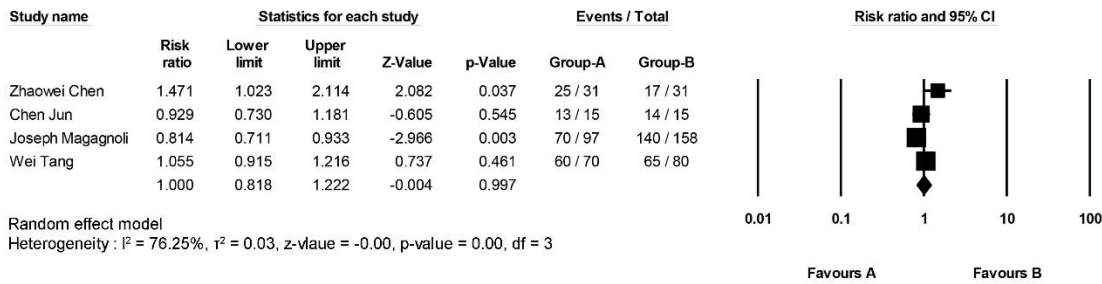 Study name Statistics for each study Events / Total Risk ratio and 95% CI
Risk ratio Lower limit Upper limit Z-Value p-Value Group-A Group-B
Zhaowei Chen 1.471 1.023 2.114 2.082 0.037 25 / 31 17 / 31
Chen Jun 0.929 0.730 1.181 -0.605 0.545 13 / 15 14 / 15
Joseph Magagnoli 0.814 0.711 0.933 -2.966 0.003 70 / 97 140 / 158
Wei Tang 1.055 0.915 1.216 0.737 0.461 60 / 70 65 / 80
1.000 0.818 1.222 -0.004 0.997
0.01 0.1 1 10 100
Random effect model
Heterogeneity : I² = 76.25%, τ² = 0.03, z-vlaue = -0.00, p-value = 0.00, df = 3
Favours A Favours B